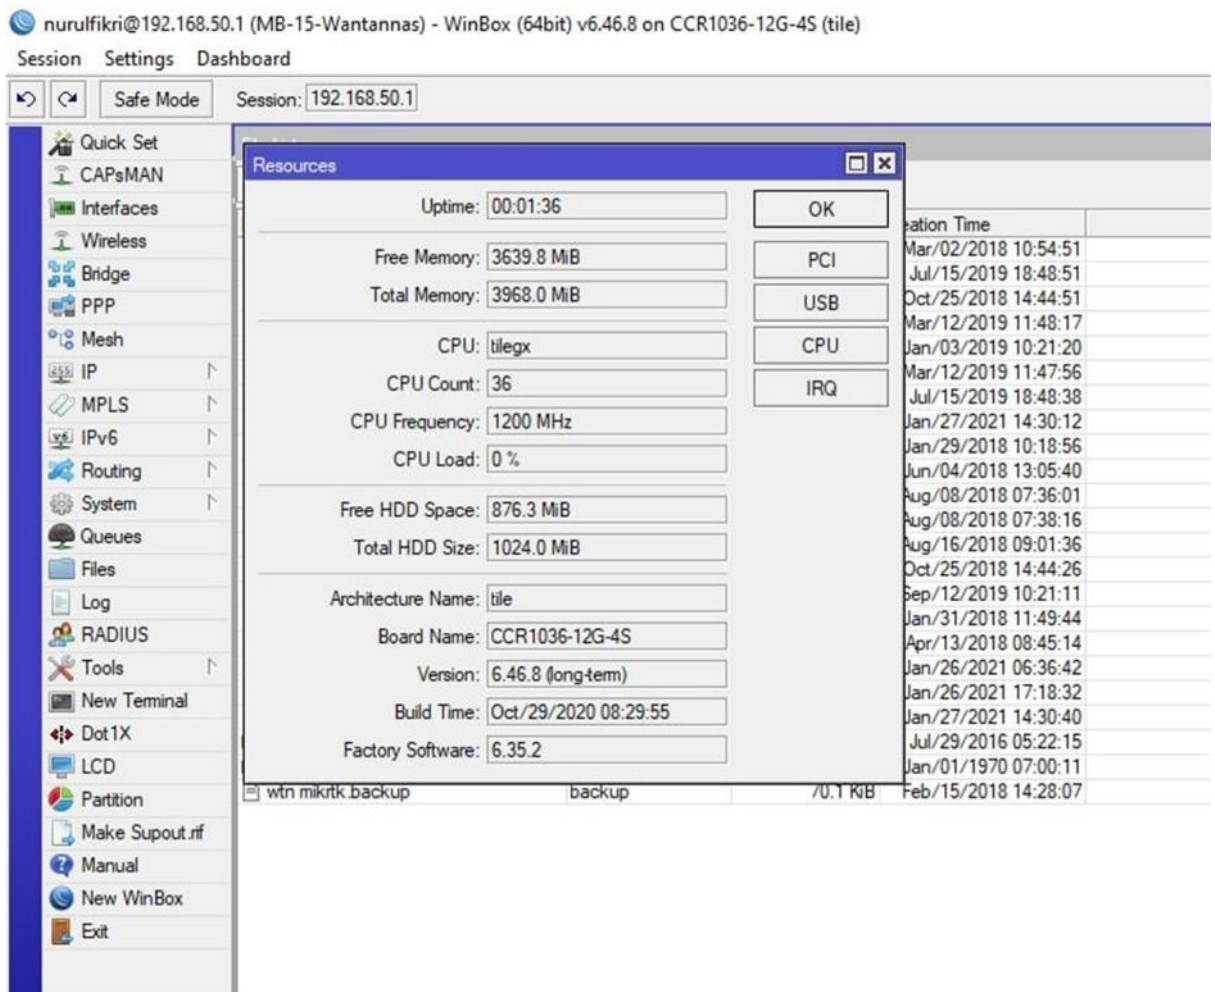 nurulfikri@192.168.50.1 (MB-15-Wantannas) - WinBox (64bit) v6.46.8 on CCR1036-12G-4S (tile)
Session Settings Dashboard
Safe Mode Session: 192.168.50.1
Quick Set
CAPsMAN
Interfaces
Wireless
Bridge
PPP
Mesh
IP
MPLS
IPv6
Routing
System
Queues
Files
Log
RADIUS
Tools
New Terminal
Dot1X
LCD
Partition
Make Supout.rif
Manual
New WinBox
Exit
Resources
Uptime: 00:01:36
Free Memory: 3639.8 MiB
Total Memory: 3968.0 MiB
CPU: tilegx
CPU Count: 36
CPU Frequency: 1200 MHz
CPU Load: 0 %
Free HDD Space: 876.3 MiB
Total HDD Size: 1024.0 MiB
Architecture Name: tile
Board Name: CCR1036-12G-4S
Version: 6.46.8 (long-term)
Build Time: Oct/29/2020 08:29:55
Factory Software: 6.35.2
OK
PCI
USB
CPU
IRQ
eation Time
Mar/02/2018 10:54:51
Jul/15/2019 18:48:51
Oct/25/2018 14:44:51
Mar/12/2019 11:48:17
Jan/03/2019 10:21:20
Mar/12/2019 11:47:56
Jul/15/2019 18:48:38
Jan/27/2021 14:30:12
Jan/29/2018 10:18:56
Jun/04/2018 13:05:40
Aug/08/2018 07:36:01
Aug/08/2018 07:38:16
Aug/16/2018 09:01:36
Oct/25/2018 14:44:26
Sep/12/2019 10:21:11
Jan/31/2018 11:49:44
Apr/13/2018 08:45:14
Jan/26/2021 06:36:42
Jan/26/2021 17:18:32
Jan/27/2021 14:30:40
Jul/29/2016 05:22:15
Jan/01/1970 07:00:11
wtn mikrtk.backup backup 70.1 KiB Feb/15/2018 14:28:07